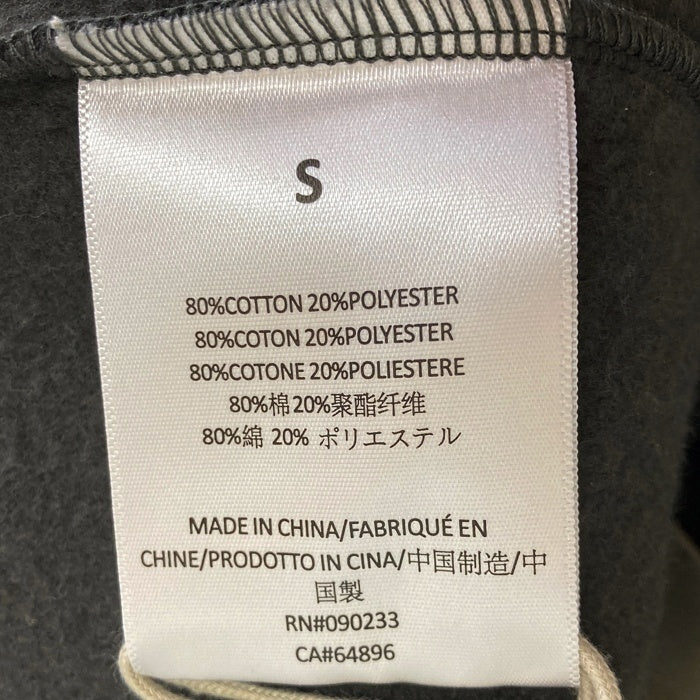 S
80%COTTON 20%POLYESTER
80%COTON 20%POLYESTER
80%COTONE 20%POLIESTERE
80%棉20%聚酯纤维
80%綿 20% ポリエステル
MADE IN CHINA/FABRIQUÉ EN
CHINE/PRODOTTO IN CINA/中国制造/中
国製
RN#090233
CA#64896